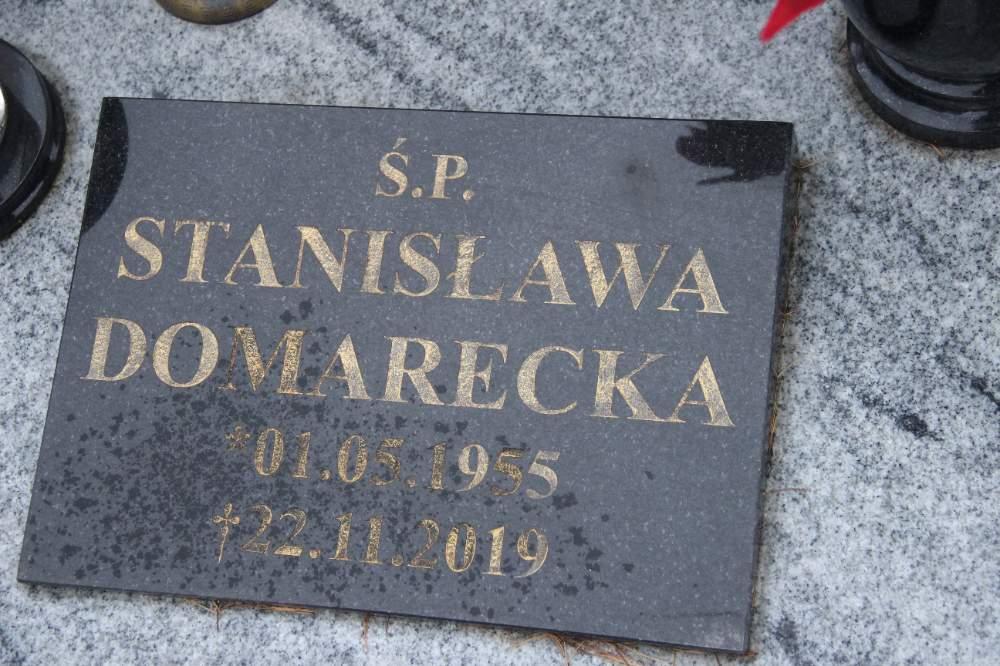 Ś.P.
STANISŁAWA
DOMARECKA
*01.05.1955
†22.11.2019